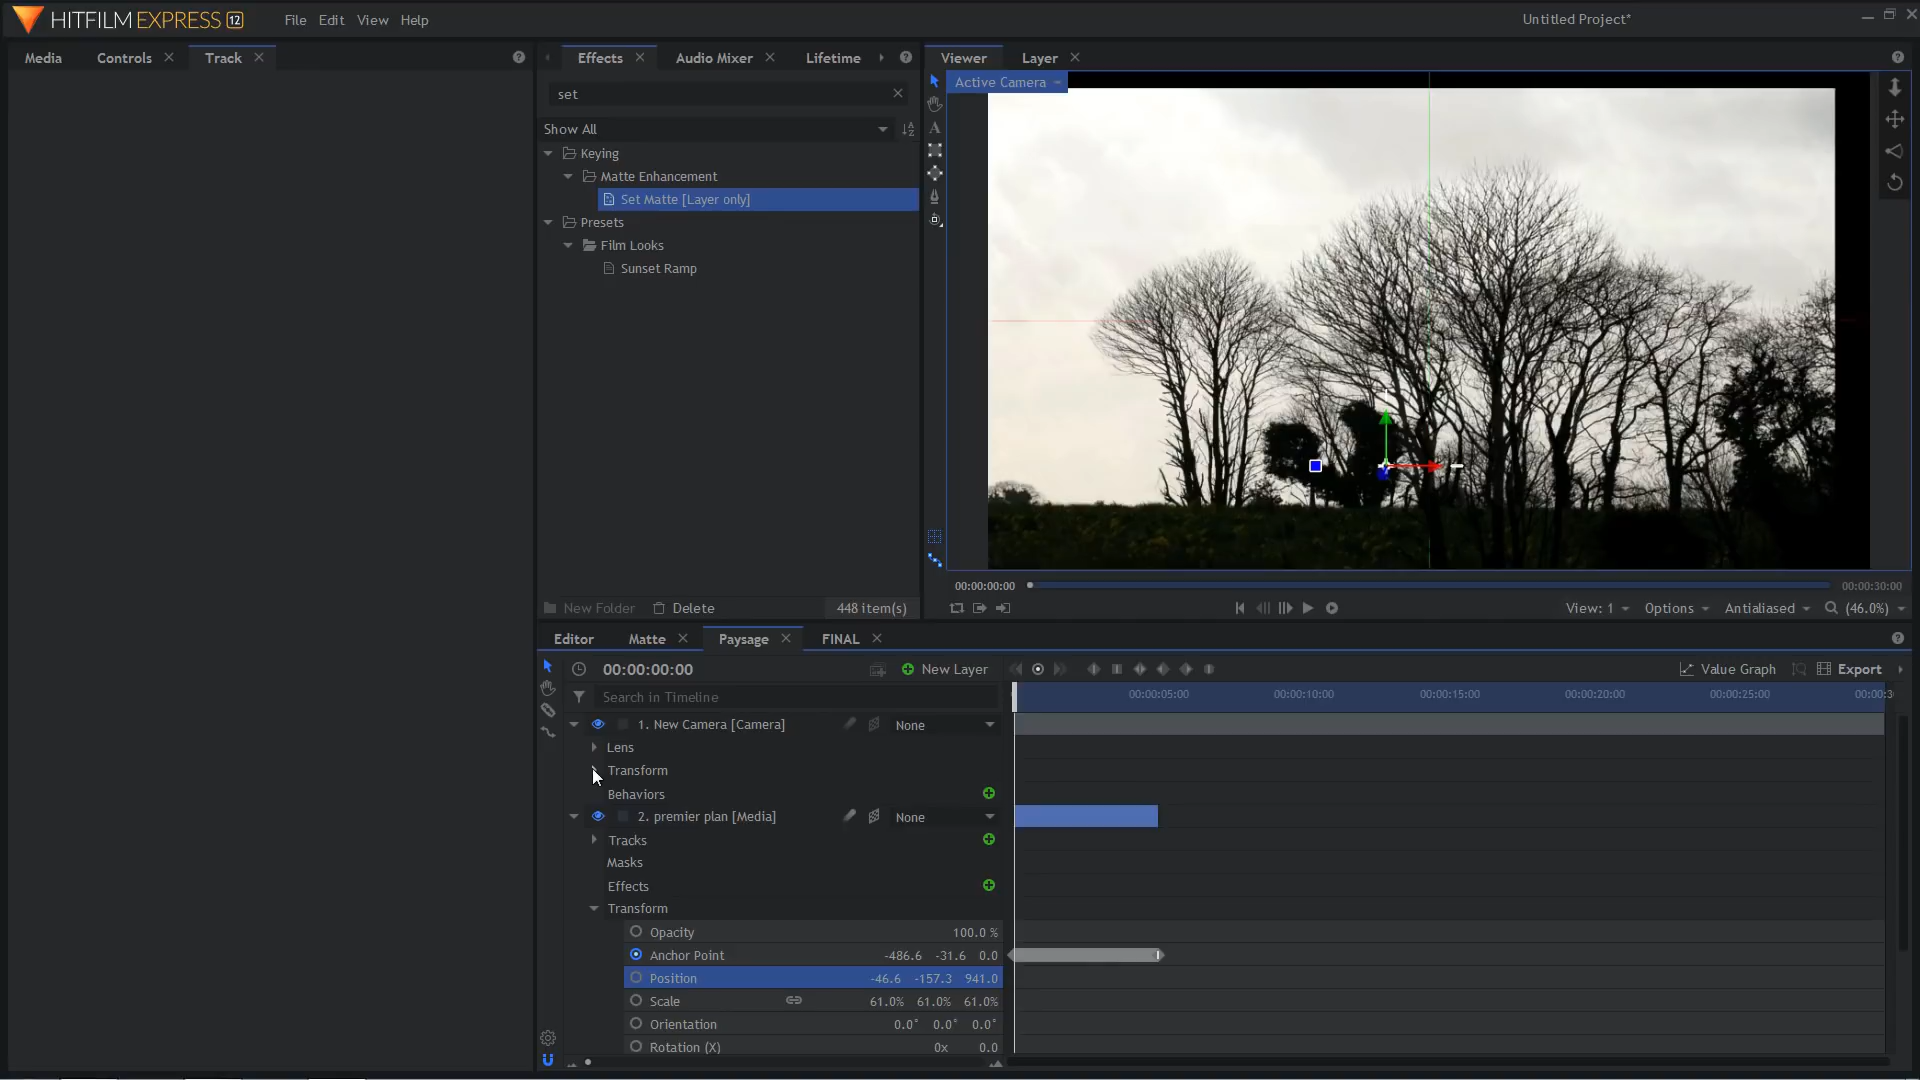 HITFILM EXPRESS 12
File Edit View Help
Untitled Project*
Media Controls Track
Effects Audio Mixer Lifetime
Viewer Layer
set
Active Camera
Show All
Keying
Matte Enhancement
Set Matte [Layer only]
Presets
Film Looks
Sunset Ramp
New Folder Delete 448 item(s)
00:00:00:00
00:00:30:00
View: 1 Options Antialiased (46.0%)
Editor Matte Paysage FINAL
00:00:00:00 New Layer
Value Graph Export
Search in Timeline
00:00:05:00 00:00:10:00 00:00:15:00 00:00:20:00 00:00:25:00 00:00:3
1. New Camera [Camera] None
Lens
Transform
Behaviors
2. premier plan [Media] None
Tracks
Masks
Effects
Transform
Opacity 100.0 %
Anchor Point -486.6 -31.6 0.0
Position -46.6 -157.3 941.0
Scale 61.0% 61.0% 61.0%
Orientation 0.0° 0.0° 0.0°
Rotation (X) 0x 0.0